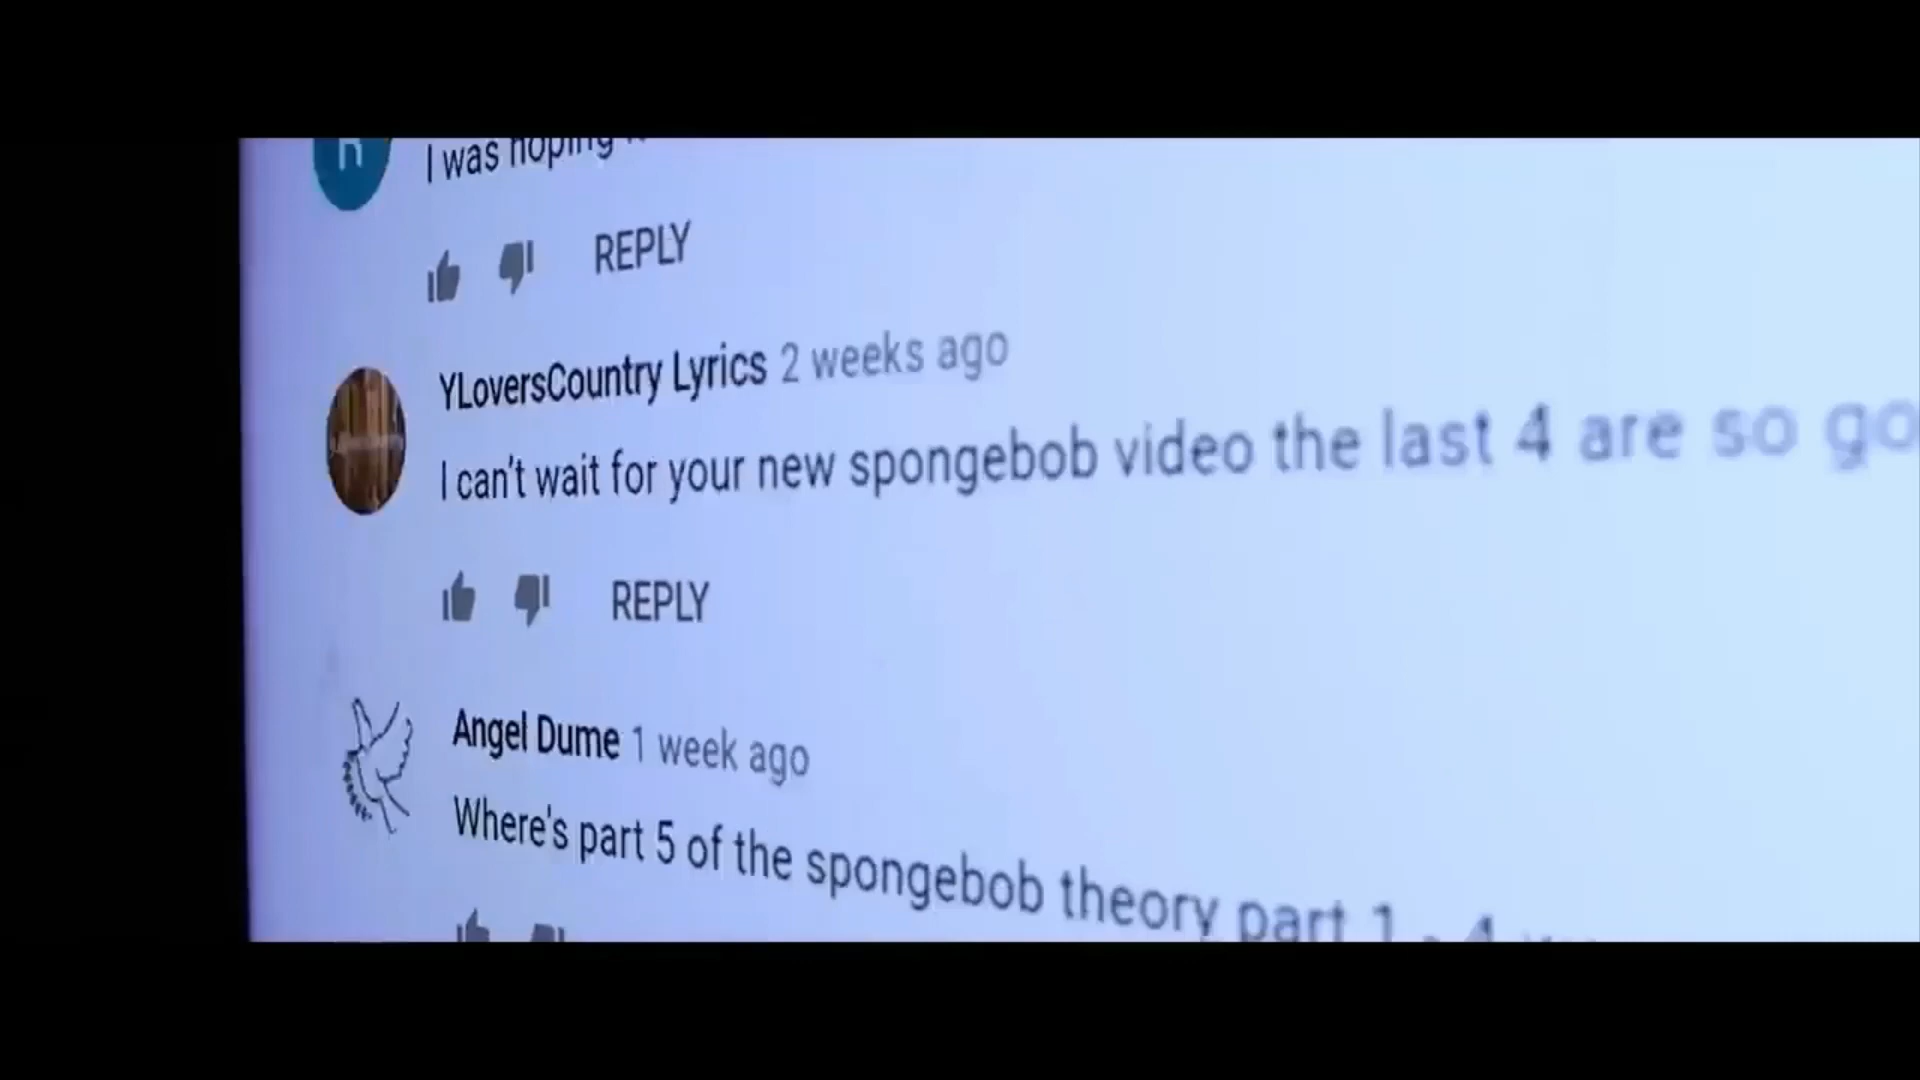 I was hoping
REPLY
YLoversCountry Lyrics 2 weeks ago
I can't wait for your new spongebob video the last 4 are so go
REPLY
Angel Dume 1 week ago
Where's part 5 of the spongebob theory part 1 - 4